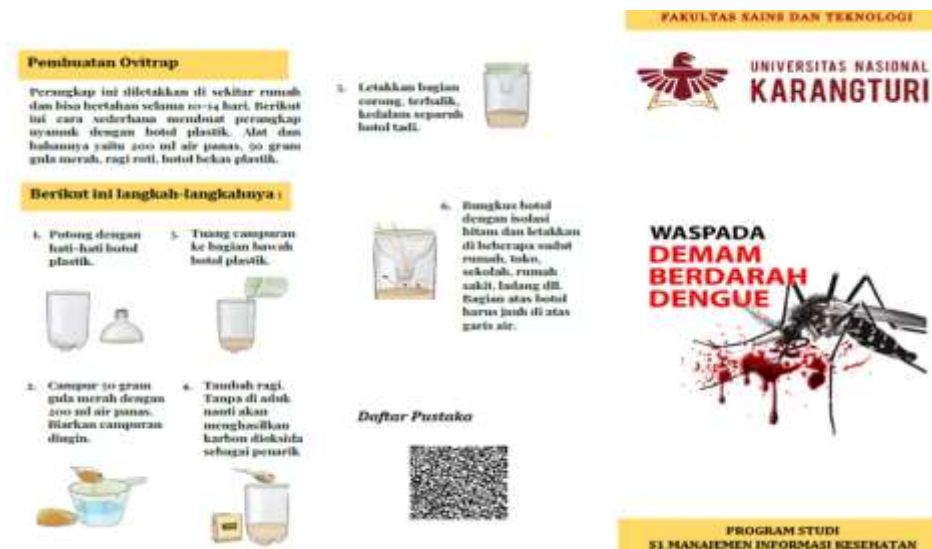 Pembuatan Ovitrap
Perangkap ini diletakkan di sekitar rumah
dan bisa bertahan selama 10-14 hari. Berikut
ini cara sederhana membuat perangkap
nyamuk dengan botol plastik. Alat dan
bahannya yaitu 200 ml air panas, 50 gram
gula merah, ragi roti, botol bekas plastik.
Berikut ini langkah-langkahnya :
1. Potong dengan
hati-hati botol
plastik.
2. Campur 50 gram
gula merah dengan
200 ml air panas.
Biarkan campuran
dingin.
3. Tuang campuran
ke bagian bawah
botol plastik.
4. Tambah ragi.
Tanpa di aduk
nanti akan
menghasilkan
karbon dioksida
sebagai penarik
5. Letakkan bagian
corong, terbalik,
kedalam separuh
botol tadi.
6. Bungkus botol
dengan isolasi
hitam dan letakkan
di beberapa sudut
rumah, toko,
sekolah, rumah
sakit, ladang dll.
Bagian atas botol
harus jauh di atas
garis air.
Daftar Pustaka
FAKULTAS SAINS DAN TEKNOLOGI
UNIVERSITAS NASIONAL
KARANGTURI
WASPADA
DEMAM
BERDARAH
DENGUE
PROGRAM STUDI
S1 MANAJEMEN INFORMASI KESEHATAN